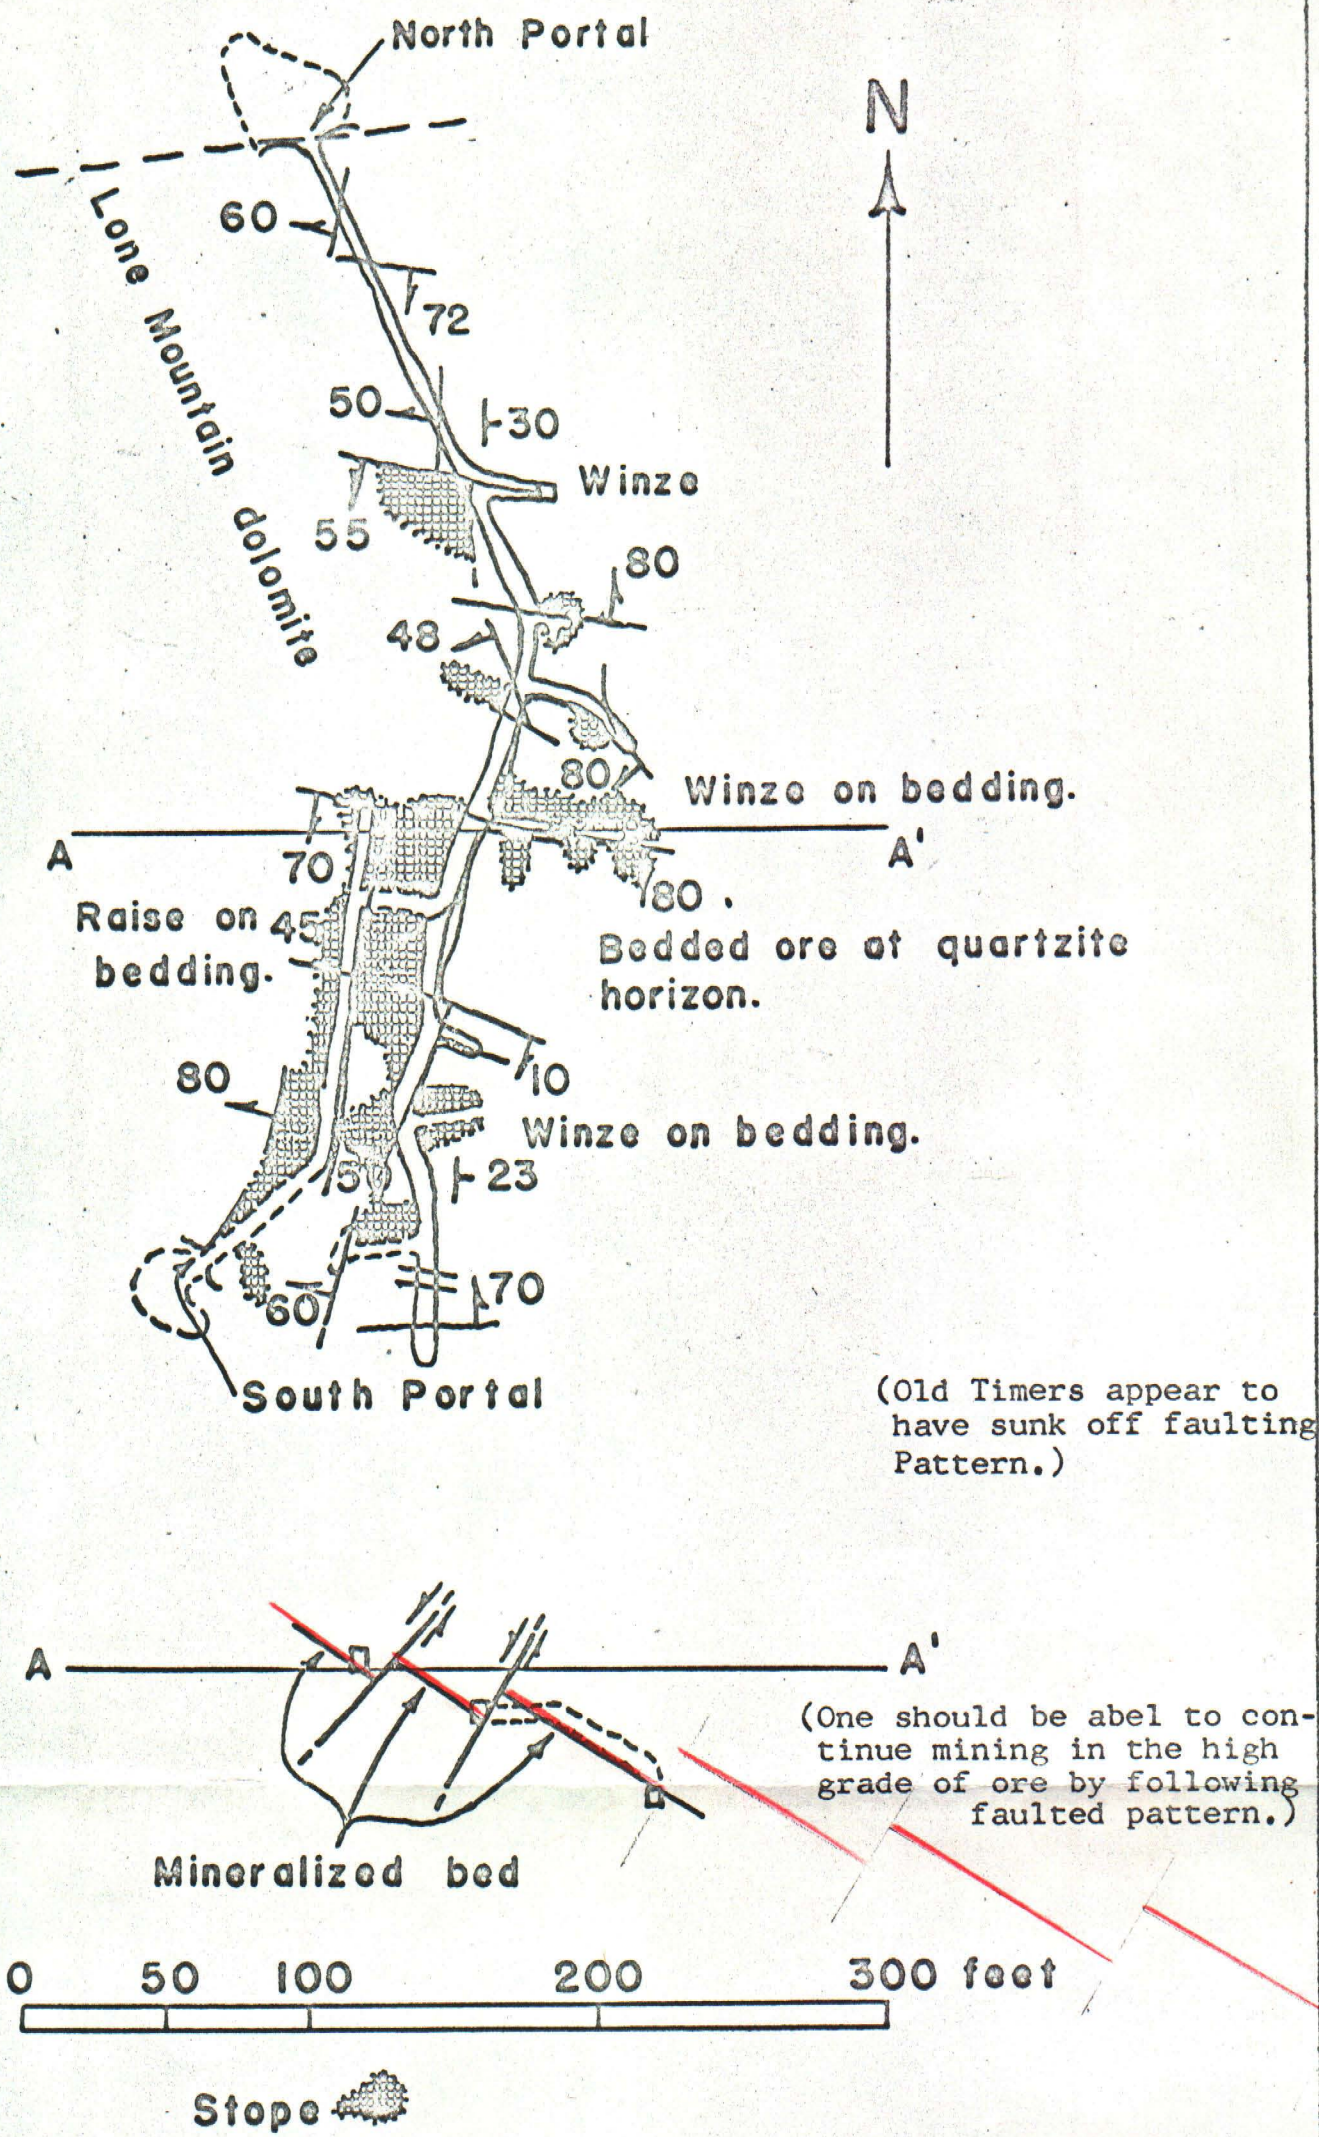 North Portal
N
60
72
Lone Mountain dolomite
50
30
Winze
55
80
48
80
Winze on bedding.
A
A'
70
80
Raise on
bedding.
45
Bedded ore at quartzite
horizon.
80
10
Winze on bedding.
23
60
70
South Portal
(Old Timers appear to
have sunk off faulting
Pattern.)
A
A'
(One should be abel to con-
tinue mining in the high
grade of ore by following
faulted pattern.)
Mineralized bed
0 50 100 200 300 feet
Stope